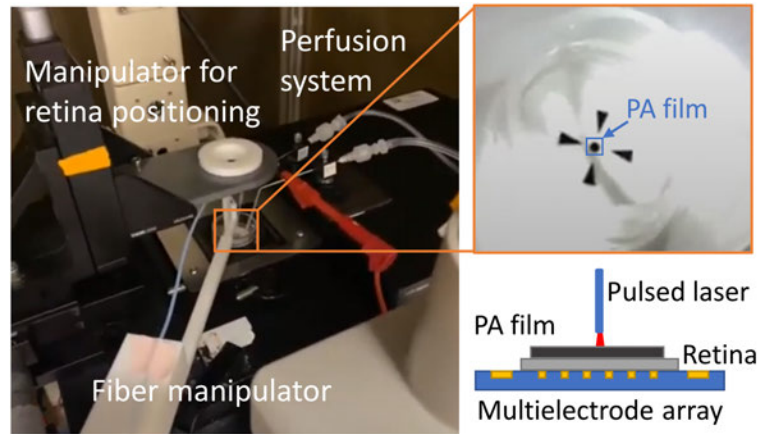 Manipulator for
retina positioning
Perfusion
system
Fiber manipulator
PA film
Pulsed laser
PA film
Retina
Multielectrode array